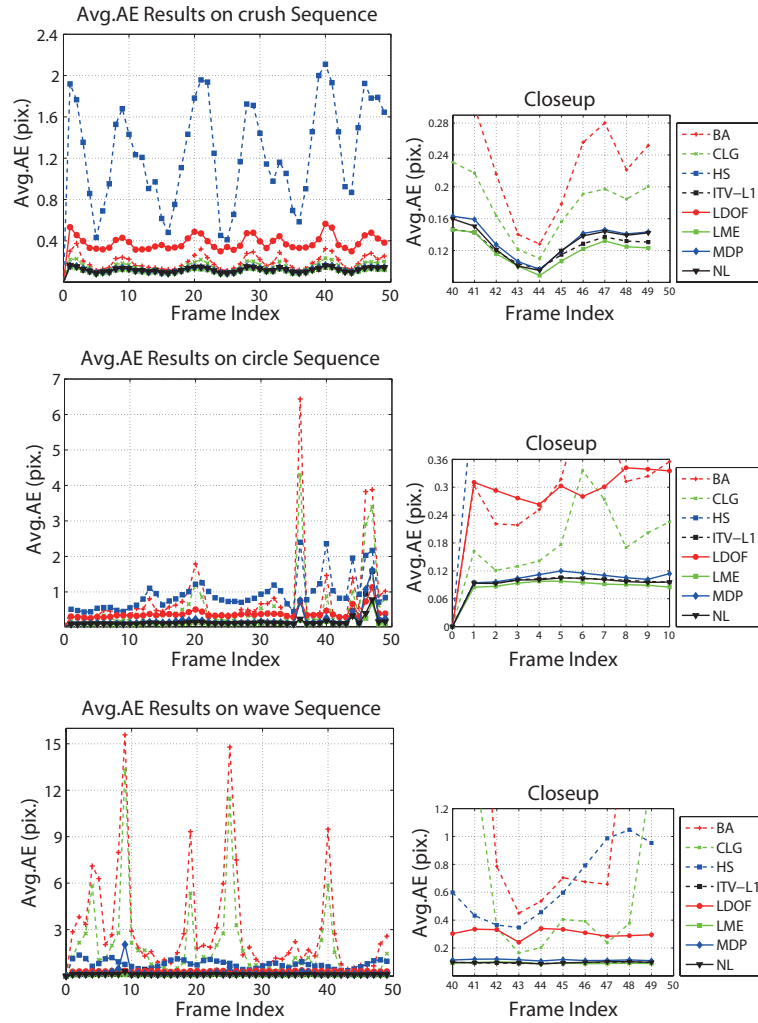 Avg.AE Results on crush Sequence
2.4
2
1.6
1.2
0.8
0.4
0 10 20 30 40 50
Avg.AE (pix.)
Frame Index
Closeup
0.28
0.24
0.2
0.16
0.12
40 41 42 43 44 45 46 47 48 49 50
Avg.AE (pix.)
Frame Index
BA
CLG
HS
ITV-L1
LDOF
LME
MDP
NL
Avg.AE Results on circle Sequence
7
6
5
4
3
2
1
0 10 20 30 40 50
Avg.AE (pix.)
Frame Index
Closeup
0.36
0.3
0.24
0.18
0.12
0.06
0
0 1 2 3 4 5 6 7 8 9 10
Avg.AE (pix.)
Frame Index
BA
CLG
HS
ITV-L1
LDOF
LME
MDP
NL
Avg.AE Results on wave Sequence
15
12
9
6
3
0 10 20 30 40 50
Avg.AE (pix.)
Frame Index
Closeup
1.2
1
0.8
0.6
0.4
0.2
40 41 42 43 44 45 46 47 48 49 50
Avg.AE (pix.)
Frame Index
BA
CLG
HS
ITV-L1
LDOF
LME
MDP
NL